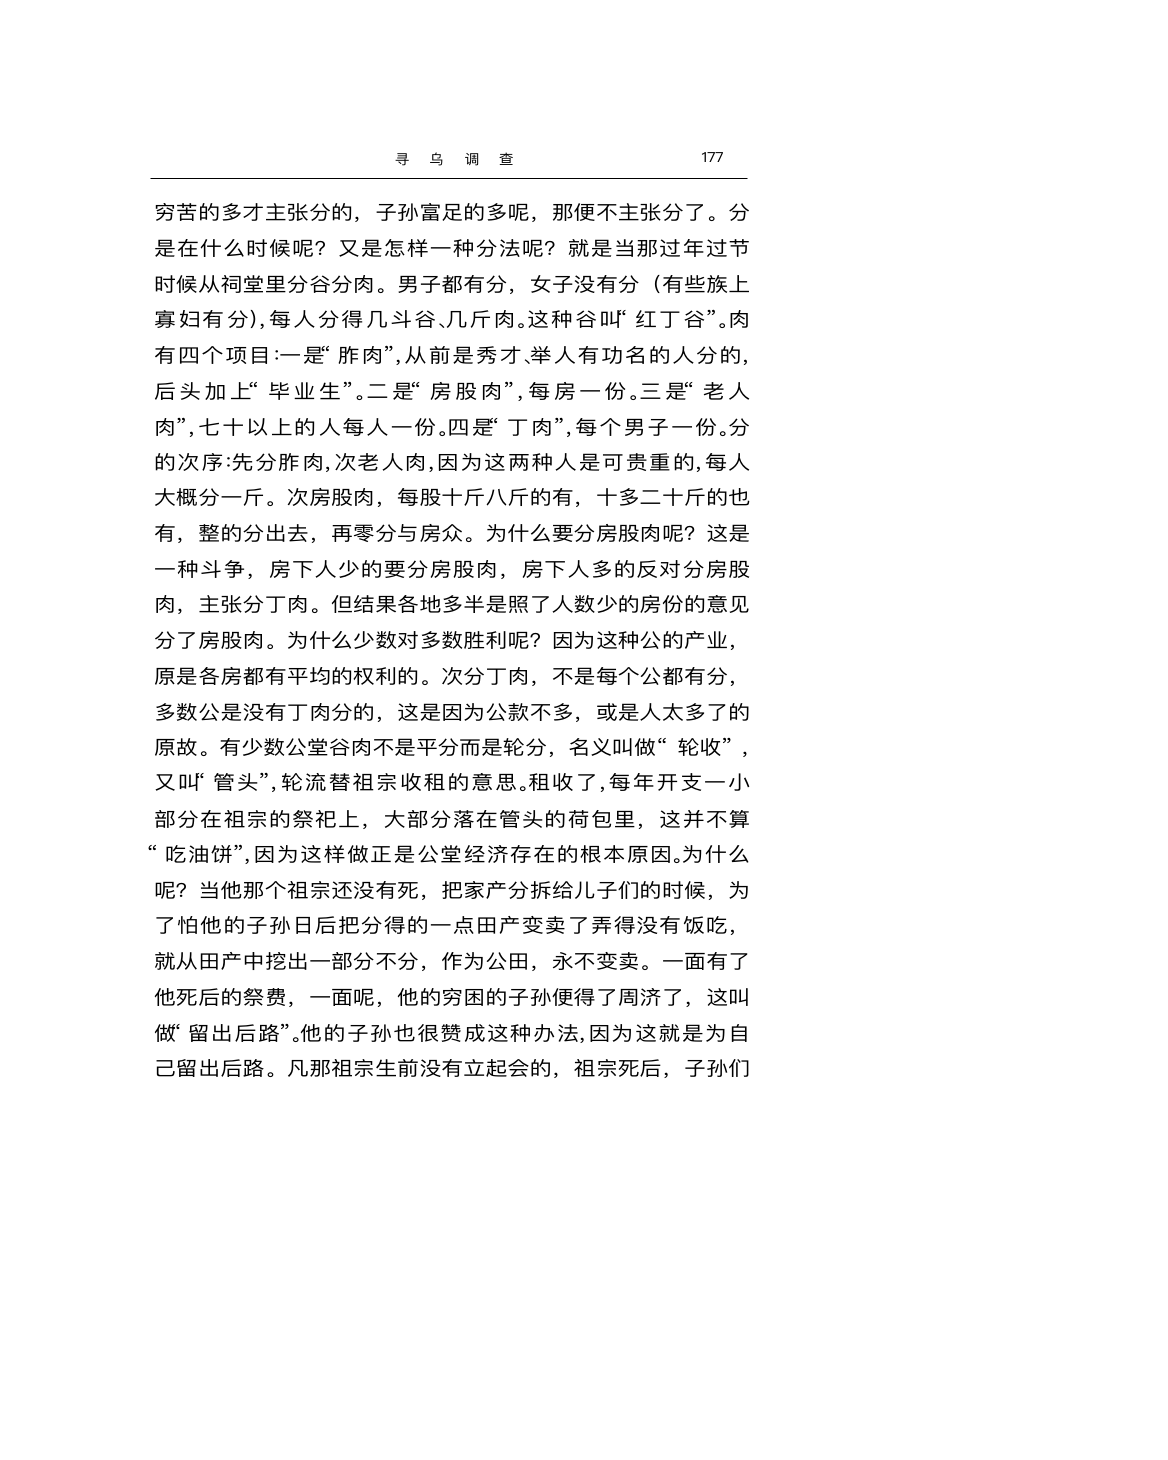 寻乌调查 177
穷苦的多才主张分的，子孙富足的多呢，那便不主张分了。分
是在什么时候呢？又是怎样一种分法呢？就是当那过年过节
时候从祠堂里分谷分肉。男子都有分，女子没有分（有些族上
寡妇有分），每人分得几斗谷、几斤肉。这种谷叫“红丁谷”。肉
有四个项目：一是“胙肉”，从前是秀才、举人有功名的人分的，
后头加上“毕业生”。二是“房股肉”，每房一份。三是“老人
肉”，七十以上的人每人一份。四是“丁肉”，每个男子一份。分
的次序：先分胙肉，次老人肉，因为这两种人是可贵重的，每人
大概分一斤。次房股肉，每股十斤八斤的有，十多二十斤的也
有，整的分出去，再零分与房众。为什么要分房股肉呢？这是
一种斗争，房下人少的要分房股肉，房下人多的反对分房股
肉，主张分丁肉。但结果各地多半是照了人数少的房份的意见
分了房股肉。为什么少数对多数胜利呢？因为这种公的产业，
原是各房都有平均的权利的。次分丁肉，不是每个公都有分，
多数公是没有丁肉分的，这是因为公款不多，或是人太多了的
原故。有少数公堂谷肉不是平分而是轮分，名义叫做“轮收”，
又叫“管头”，轮流替祖宗收租的意思。租收了，每年开支一小
部分在祖宗的祭祀上，大部分落在管头的荷包里，这并不算
“吃油饼”，因为这样做正是公堂经济存在的根本原因。为什么
呢？当他那个祖宗还没有死，把家产分拆给儿子们的时候，为
了怕他的子孙日后把分得的一点田产变卖了弄得没有饭吃，
就从田产中挖出一部分不分，作为公田，永不变卖。一面有了
他死后的祭费，一面呢，他的穷困的子孙便得了周济了，这叫
做“留出后路”。他的子孙也很赞成这种办法，因为这就是为自
己留出后路。凡那祖宗生前没有立起会的，祖宗死后，子孙们